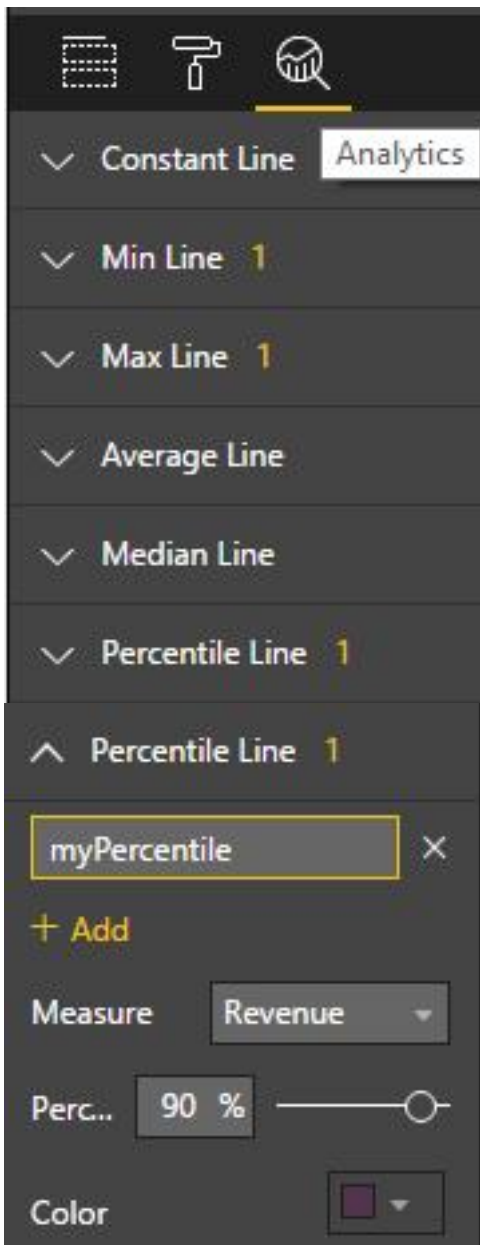 Constant Line
Analytics
Min Line 1
Max Line 1
Average Line
Median Line
Percentile Line 1
Percentile Line 1
myPercentile
+ Add
Measure Revenue
Perc... 90 %
Color